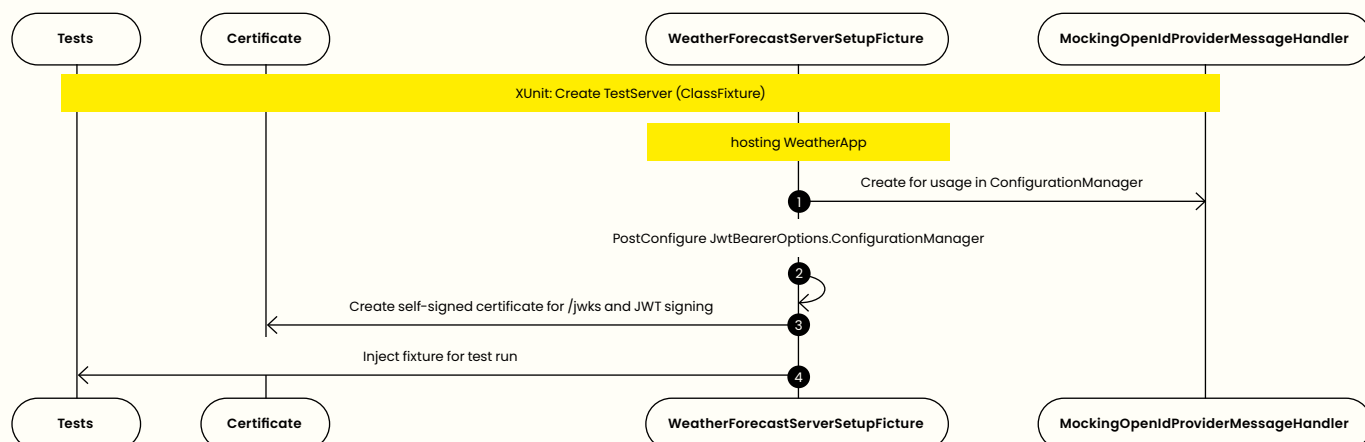 Tests
Certificate
WeatherForecastServerSetupFicture
MockingOpenIdProviderMessageHandler
XUnit: Create TestServer (ClassFixture)
hosting WeatherApp
Create for usage in ConfigurationManager
1
PostConfigure JwtBearerOptions.ConfigurationManager
2
Create self-signed certificate for /jwks and JWT signing
3
Inject fixture for test run
4
Tests
Certificate
WeatherForecastServerSetupFicture
MockingOpenIdProviderMessageHandler